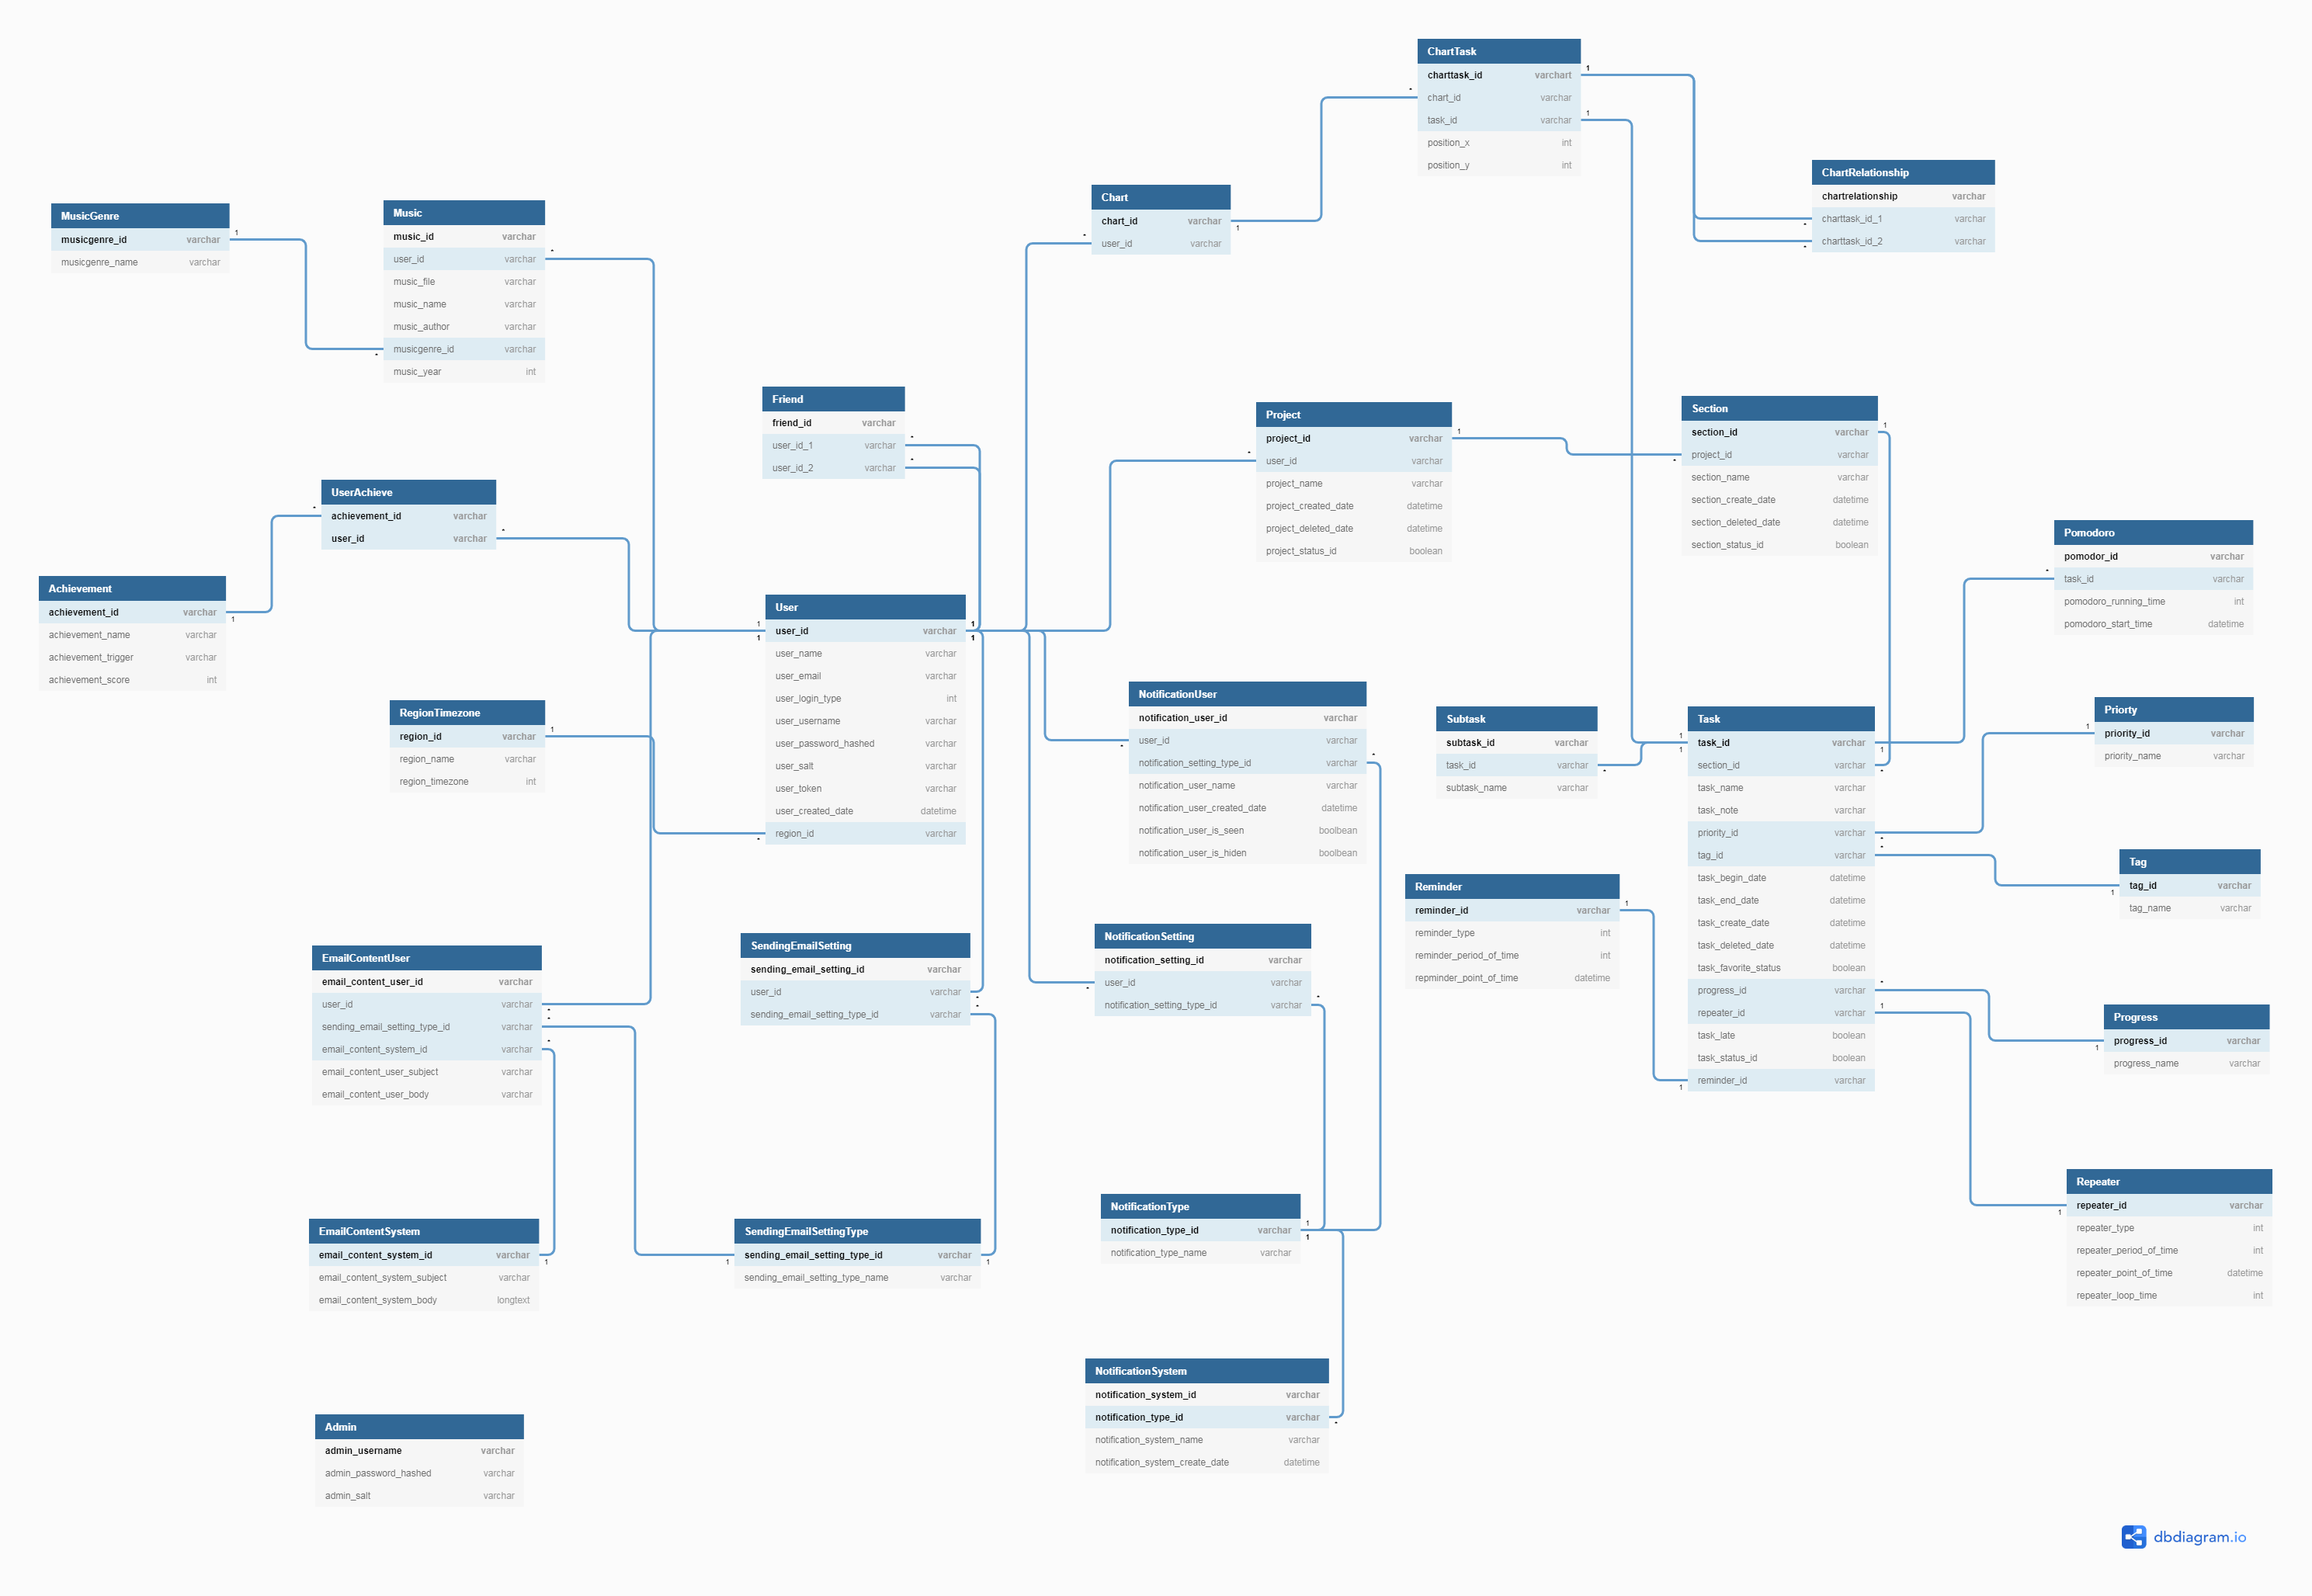 ChartTask
charttask_id varchart
chart_id varchar
task_id varchar
position_x int
position_y int
ChartRelationship
chartrelationship varchar
charttask_id_1 varchar
charttask_id_2 varchar
Chart
chart_id varchar
user_id varchar
MusicGenre
musicgenre_id varchar
musicgenre_name varchar
Music
music_id varchar
user_id varchar
music_file varchar
music_name varchar
music_author varchar
musicgenre_id varchar
music_year int
Friend
friend_id varchar
user_id_1 varchar
user_id_2 varchar
Project
project_id varchar
user_id varchar
project_name varchar
project_created_date datetime
project_deleted_date datetime
project_status_id boolean
Section
section_id varchar
project_id varchar
section_name varchar
section_create_date datetime
section_deleted_date datetime
section_status_id boolean
UserAchieve
achievement_id varchar
user_id varchar
Achievement
achievement_id varchar
achievement_name varchar
achievement_trigger varchar
achievement_score int
User
user_id varchar
user_name varchar
user_email varchar
user_login_type int
user_username varchar
user_password_hashed varchar
user_salt varchar
user_token varchar
user_created_date datetime
region_id varchar
Pomodoro
pomodor_id varchar
task_id varchar
pomodoro_running_time int
pomodoro_start_time datetime
RegionTimezone
region_id varchar
region_name varchar
region_timezone int
NotificationUser
notification_user_id varchar
user_id varchar
notification_setting_type_id varchar
notification_user_name varchar
notification_user_created_date datetime
notification_user_is_seen boolbean
notification_user_is_hiden boolbean
Subtask
subtask_id varchar
task_id varchar
subtask_name varchar
Task
task_id varchar
section_id varchar
task_name varchar
task_note varchar
priority_id varchar
tag_id varchar
task_begin_date datetime
task_end_date datetime
task_create_date datetime
task_deleted_date datetime
task_favorite_status boolean
progress_id varchar
repeater_id varchar
task_late boolean
task_status_id boolean
reminder_id varchar
Priorty
priority_id varchar
priority_name varchar
Tag
tag_id varchar
tag_name varchar
Reminder
reminder_id varchar
reminder_type int
reminder_period_of_time int
repminder_point_of_time datetime
EmailContentUser
email_content_user_id varchar
user_id varchar
sending_email_setting_type_id varchar
email_content_system_id varchar
email_content_user_subject varchar
email_content_user_body varchar
SendingEmailSetting
sending_email_setting_id varchar
user_id varchar
sending_email_setting_type_id varchar
NotificationSetting
notification_setting_id varchar
user_id varchar
notification_setting_type_id varchar
Progress
progress_id varchar
progress_name varchar
Repeater
repeater_id varchar
repeater_type int
repeater_period_of_time int
repeater_point_of_time datetime
repeater_loop_time int
EmailContentSystem
email_content_system_id varchar
email_content_system_subject varchar
email_content_system_body longtext
SendingEmailSettingType
sending_email_setting_type_id varchar
sending_email_setting_type_name varchar
NotificationType
notification_type_id varchar
notification_type_name varchar
NotificationSystem
notification_system_id varchar
notification_type_id varchar
notification_system_name varchar
notification_system_create_date datetime
Admin
admin_username varchar
admin_password_hashed varchar
admin_salt varchar
dbdiagram.io